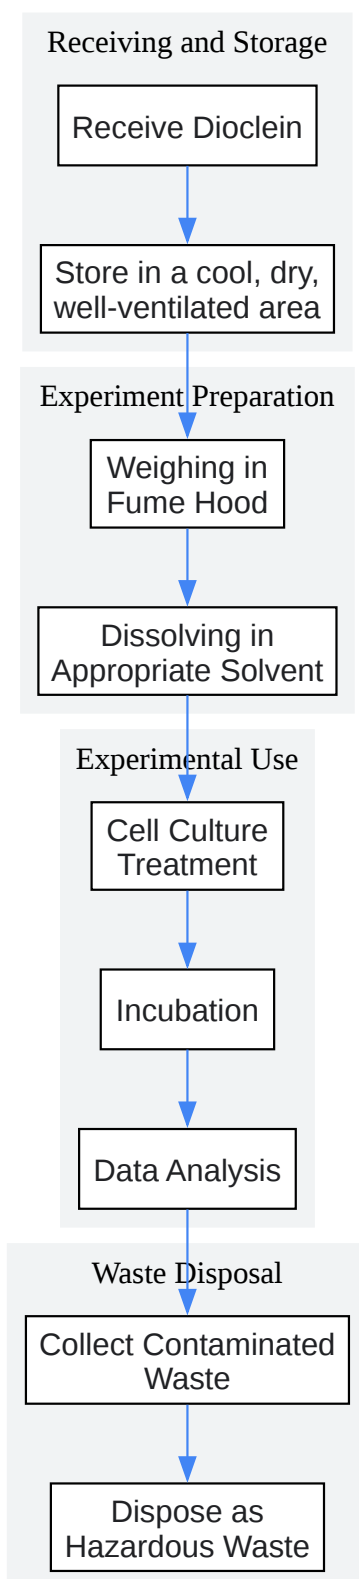 Receiving and Storage
Receive Dioclein
Store in a cool, dry,
well-ventilated area
Experiment Preparation
Weighing in
Fume Hood
Dissolving in
Appropriate Solvent
Experimental Use
Cell Culture
Treatment
Incubation
Data Analysis
Waste Disposal
Collect Contaminated
Waste
Dispose as
Hazardous Waste